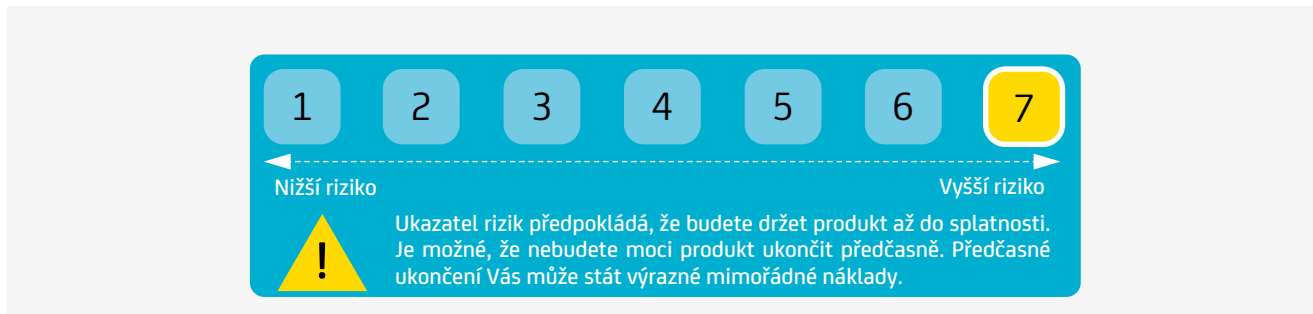 1 2 3 4 5 6 7
Nižší riziko Vyšší riziko
Ukazatel rizik předpokládá, že budete držet produkt až do splatnosti.
Je možné, že nebudete moci produkt ukončit předčasně. Předčasné
! ukončení Vás může stát výrazné mimořádné náklady.